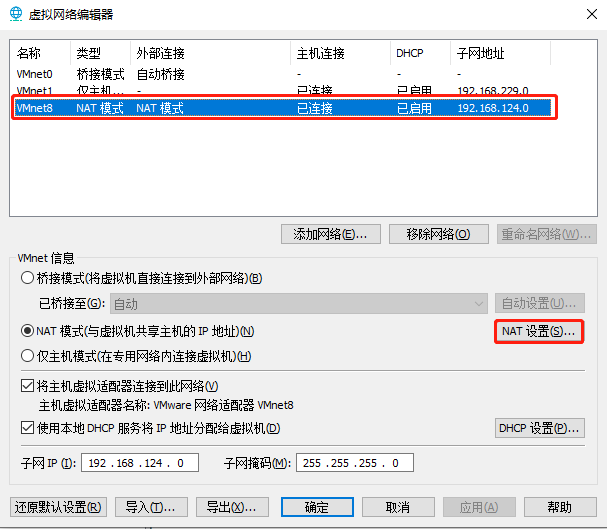 虚拟网络编辑器
名称 类型 外部连接 主机连接 DHCP 子网地址
VMnet0 桥接模式 自动桥接 - - -
VMnet1 仅主机... - 已连接 已启用 192.168.229.0
VMnet8 NAT 模式 NAT 模式 已连接 已启用 192.168.124.0
添加网络(E)... 移除网络(O) 重命名网络(W)...
VMnet 信息
桥接模式(将虚拟机直接连接到外部网络)(B)
已桥接至(G): 自动 自动设置(U)...
NAT 模式(与虚拟机共享主机的 IP 地址)(N) NAT 设置(S)...
仅主机模式(在专用网络内连接虚拟机)(H)
将主机虚拟适配器连接到此网络(V)
主机虚拟适配器名称: VMware 网络适配器 VMnet8
使用本地 DHCP 服务将 IP 地址分配给虚拟机(D) DHCP 设置(P)...
子网 IP (I): 192 . 168 . 124 . 0 子网掩码(M): 255 . 255 . 255 . 0
还原默认设置(R) 导入(T)... 导出(X)... 确定 取消 应用(A) 帮助